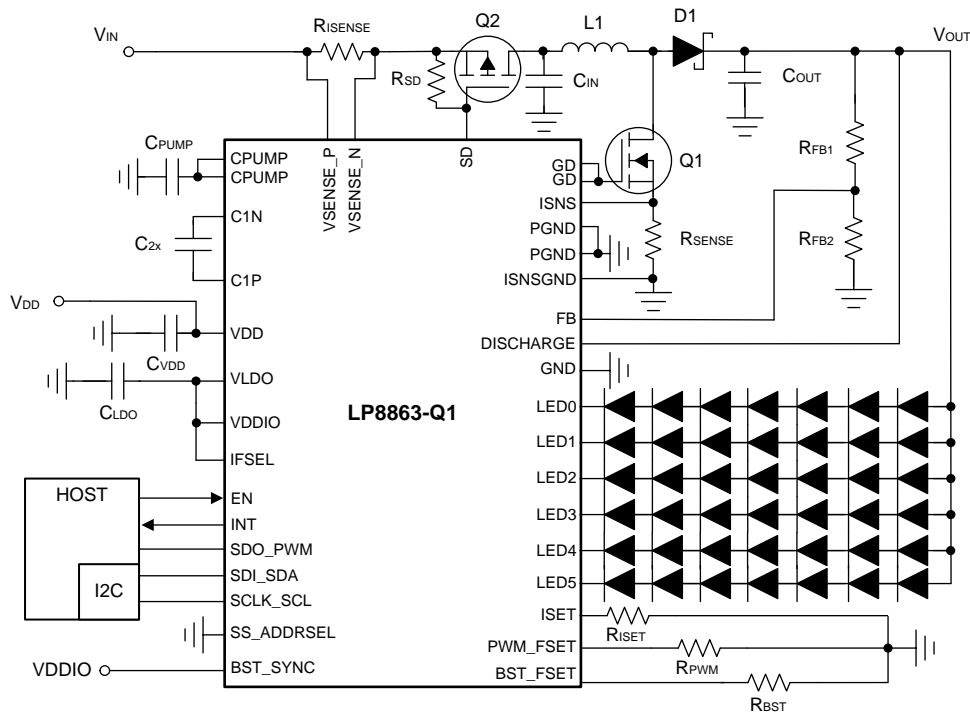 VIN
RISENSE
Q2
L1
D1
VOUT
RSD
CIN
COUT
CPUMP
CPUMP
CPUMP
VSENSE_P
VSENSE_N
SD
GD
GD
Q1
RFB1
C1N
ISNS
C2x
PGND
RSENSE
RFB2
PGND
C1P
ISNSGND
VDD
FB
VDD
DISCHARGE
CVDD
GND
VLDO
CLDO
LP8863-Q1
LED0
VDDIO
LED1
IFSEL
LED2
HOST
EN
LED3
INT
SDO_PWM
LED4
I2C
SDI_SDA
LED5
SCLK_SCL
ISET
RISET
SS_ADDRSEL
PWM_FSET
RPWM
VDDIO
BST_SYNC
BST_FSET
RBST